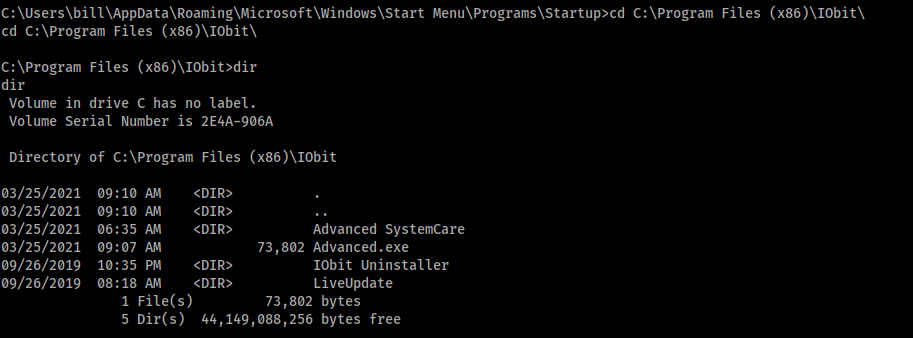 C:\Users\bill\AppData\Roaming\Microsoft\Windows\Start Menu\Programs\Startup>cd C:\Program Files (x86)\IObit\
cd C:\Program Files (x86)\IObit\
C:\Program Files (x86)\IObit>dir
dir
 Volume in drive C has no label.
 Volume Serial Number is 2E4A-906A
 Directory of C:\Program Files (x86)\IObit
03/25/2021  09:10 AM    <DIR>          .
03/25/2021  09:10 AM    <DIR>          ..
03/25/2021  06:35 AM    <DIR>          Advanced SystemCare
03/25/2021  09:07 AM            73,802 Advanced.exe
09/26/2019  10:35 PM    <DIR>          IObit Uninstaller
09/26/2019  08:18 AM    <DIR>          LiveUpdate
               1 File(s)         73,802 bytes
               5 Dir(s)  44,149,088,256 bytes free